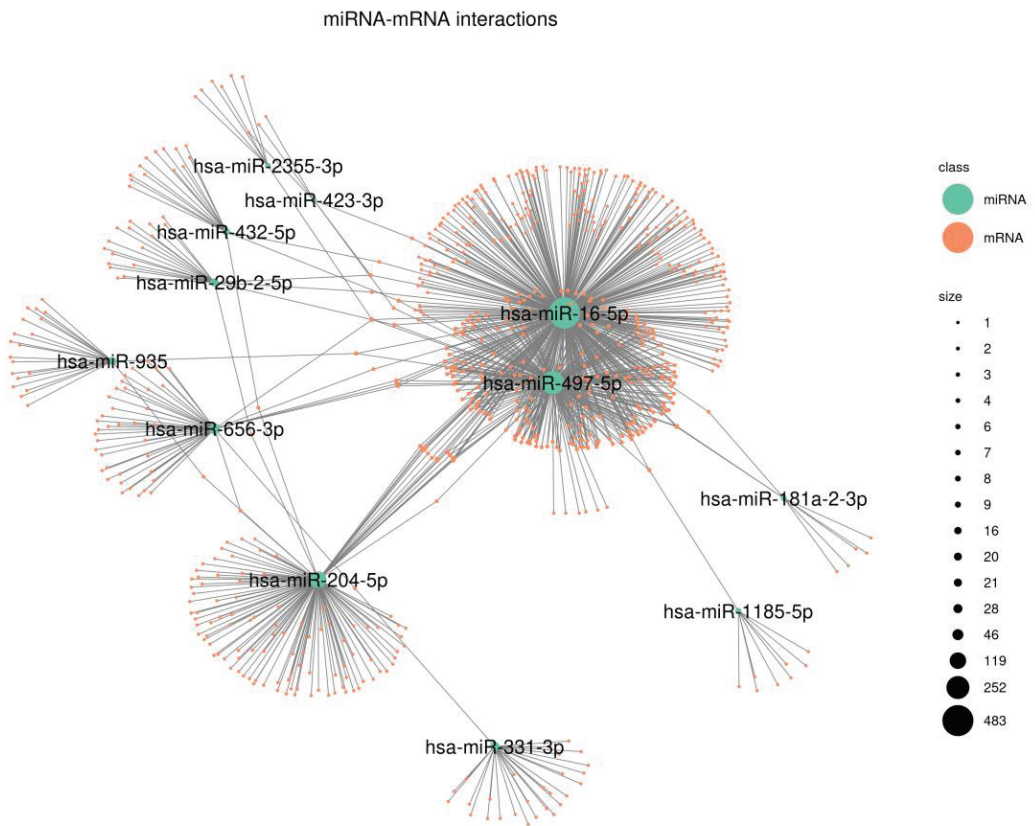 miRNA-mRNA interactions
hsa-miR-2355-3p
hsa-miR-423-3p
hsa-miR-432-5p
hsa-miR-29b-2-5p
hsa-miR-16-5p
hsa-miR-935
hsa-miR-497-5p
hsa-miR-656-3p
hsa-miR-181a-2-3p
hsa-miR-204-5p
hsa-miR-1185-5p
hsa-miR-331-3p
class
miRNA
mRNA
size
1
2
3
4
6
7
8
9
16
20
21
28
46
119
252
483